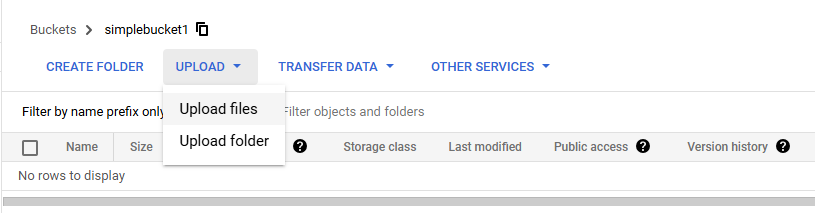 Buckets > simplebucket1
CREATE FOLDER UPLOAD TRANSFER DATA OTHER SERVICES
Upload files
Upload folder
Filter by name prefix only Filter objects and folders
Name Size ? Storage class Last modified Public access ? Version history ?
No rows to display